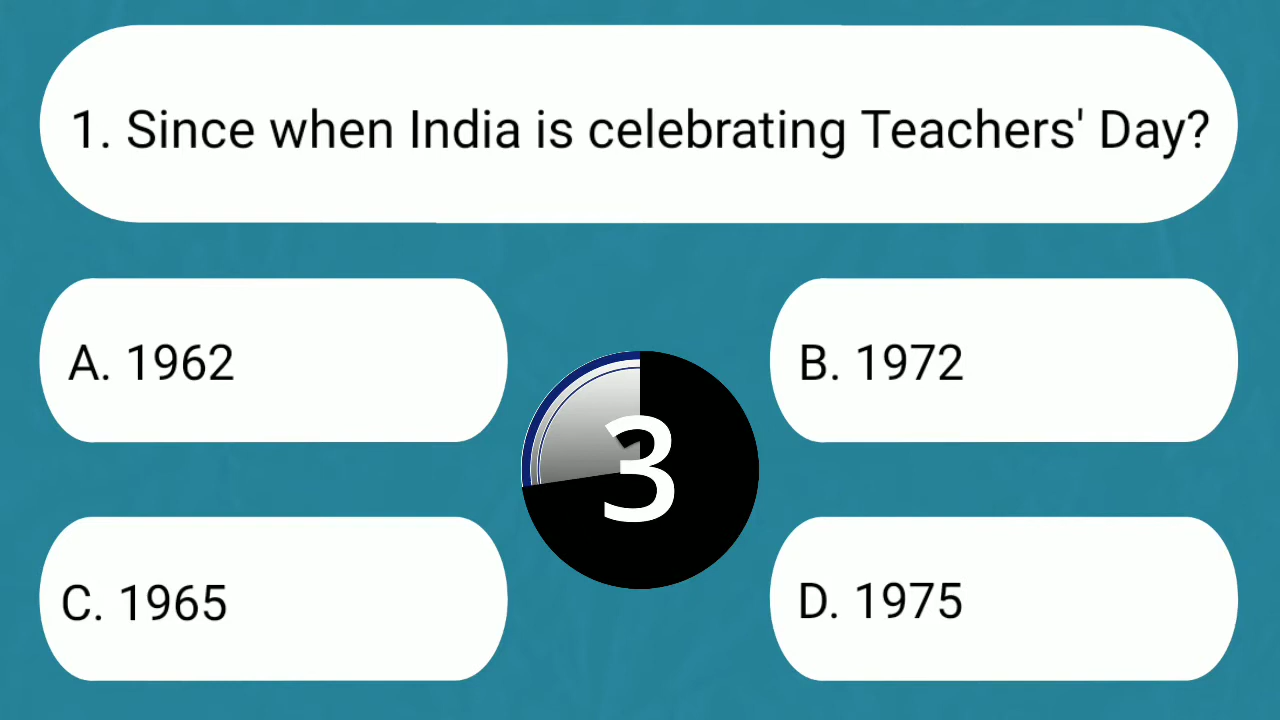 1. Since when India is celebrating Teachers' Day?
A. 1962
B. 1972
3
C. 1965
D. 1975